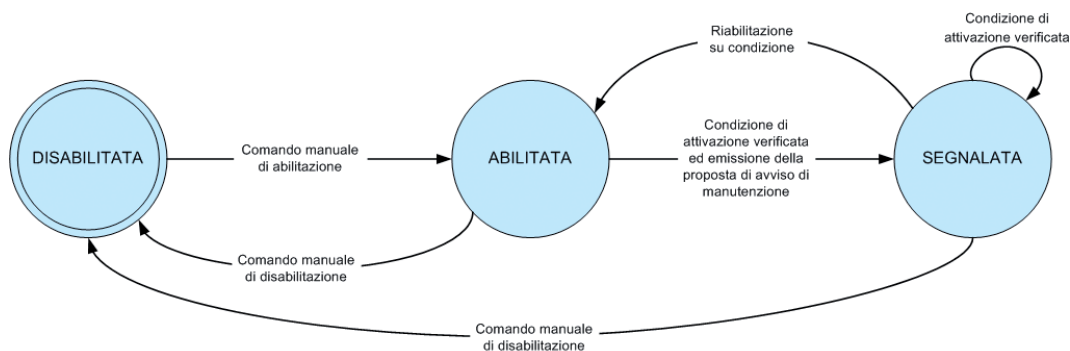 Condizione di
attivazione verificata
Riabilitazione
su condizione
DISABILITATA
Comando manuale
di abilitazione
ABILITATA
Condizione di
attivazione verificata
ed emissione della
proposta di avviso di
manutenzione
SEGNALATA
Comando manuale
di disabilitazione
Comando manuale
di disabilitazione